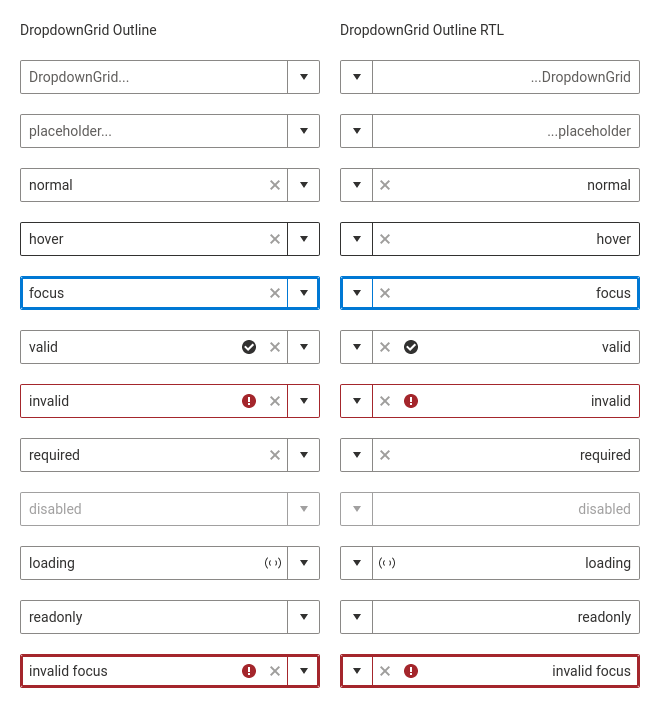 DropdownGrid Outline
DropdownGrid Outline RTL
DropdownGrid...
...DropdownGrid
placeholder...
...placeholder
normal
normal
hover
hover
focus
focus
valid
valid
invalid
invalid
required
required
disabled
disabled
loading
loading
readonly
readonly
invalid focus
invalid focus